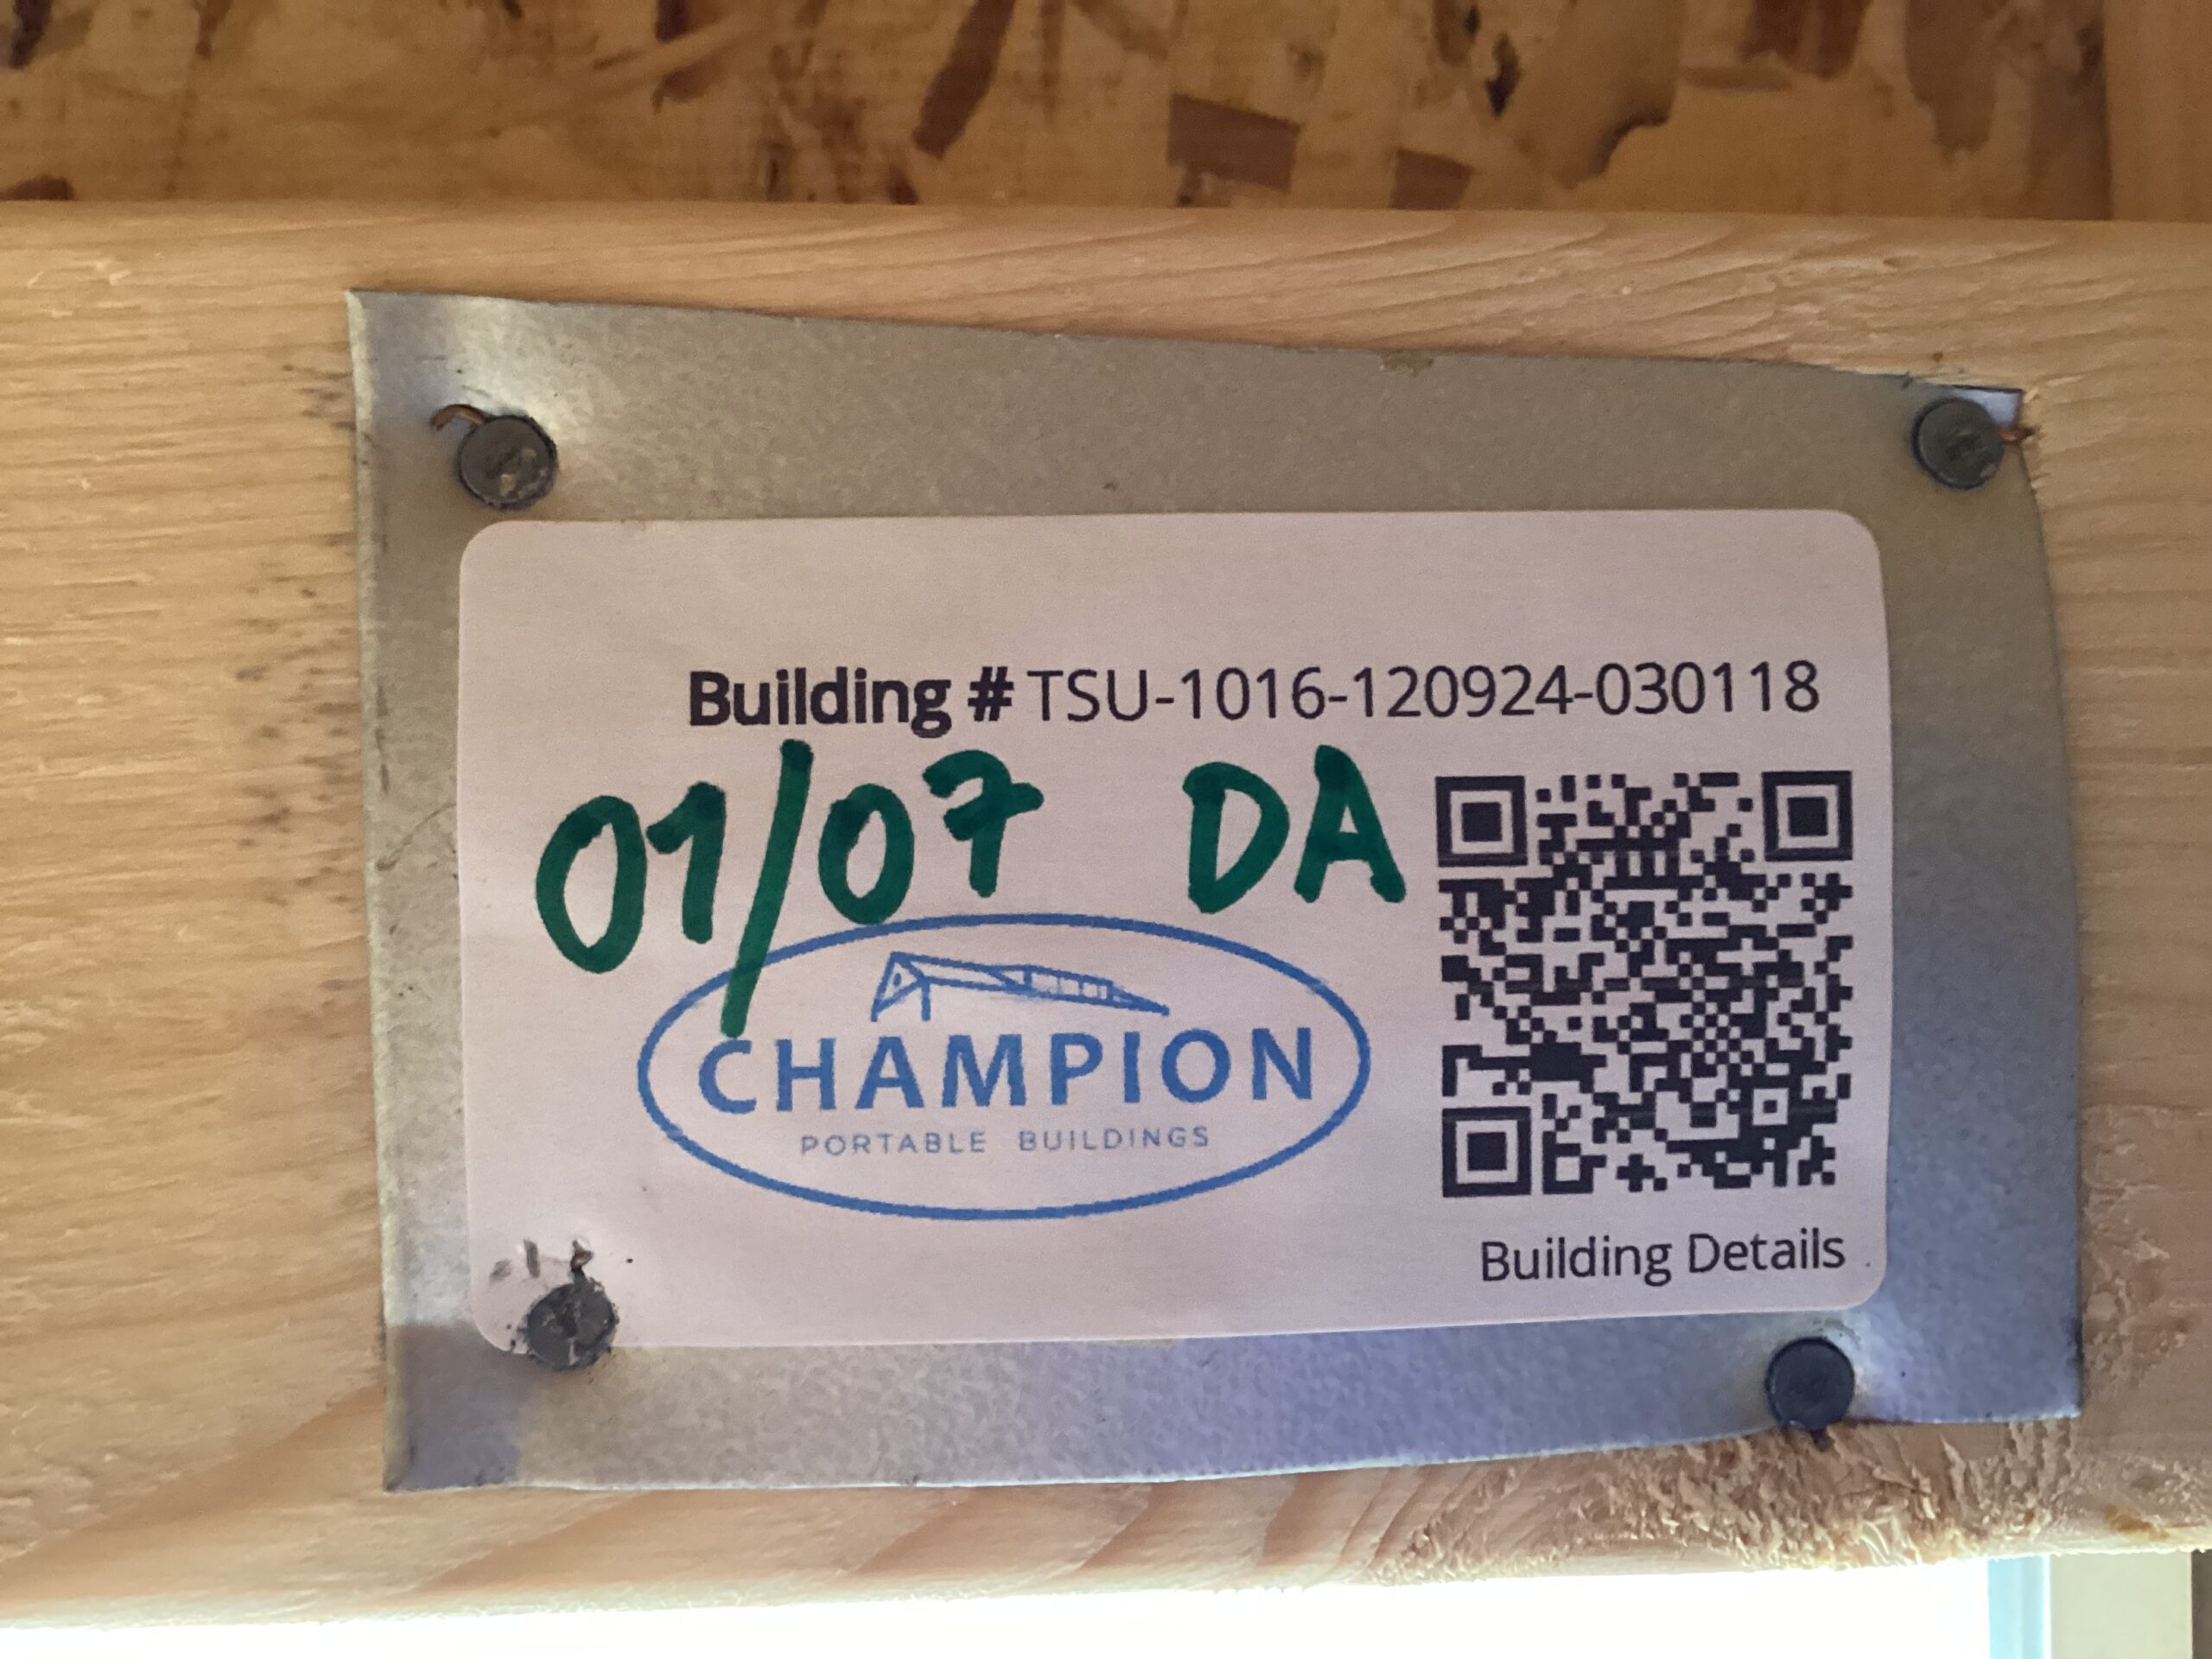 Building # TSU-1016-120924-030118
01/07 DA
CHAMPION
PORTABLE BUILDINGS
Building Details